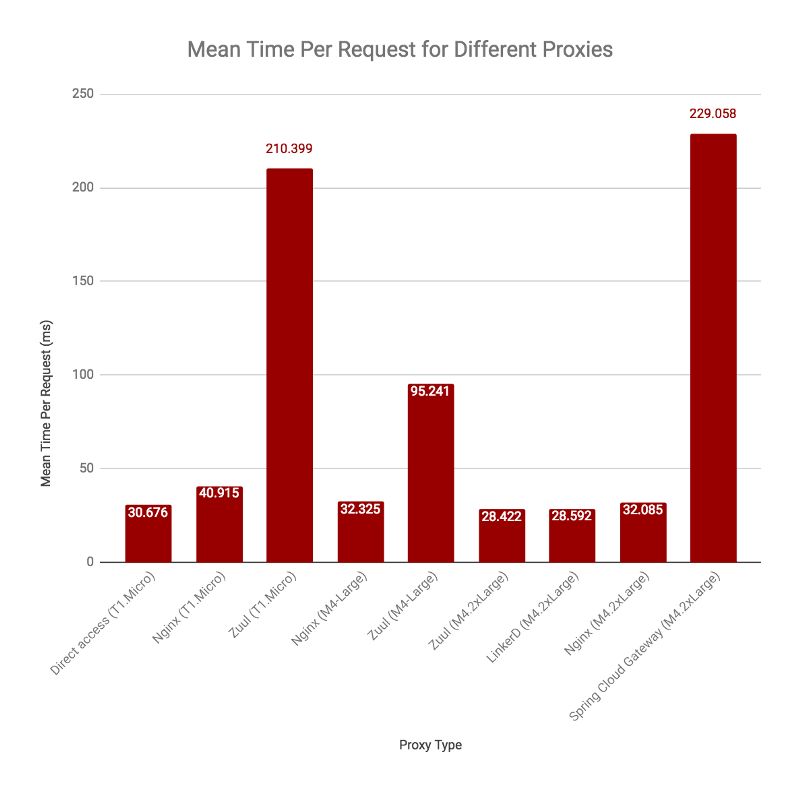 Mean Time Per Request for Different Proxies
250
200
150
100
50
0
Mean Time Per Request (ms)
30.676
40.915
210.399
32.325
95.241
28.422
28.592
32.085
229.058
Direct access (T1.Micro)
Nginx (T1.Micro)
Zuul (T1.Micro)
Nginx (M4-Large)
Zuul (M4-Large)
Zuul (M4.2xLarge)
LinkerD (M4.2xLarge)
Nginx (M4.2xLarge)
Spring Cloud Gateway (M4.2xLarge)
Proxy Type